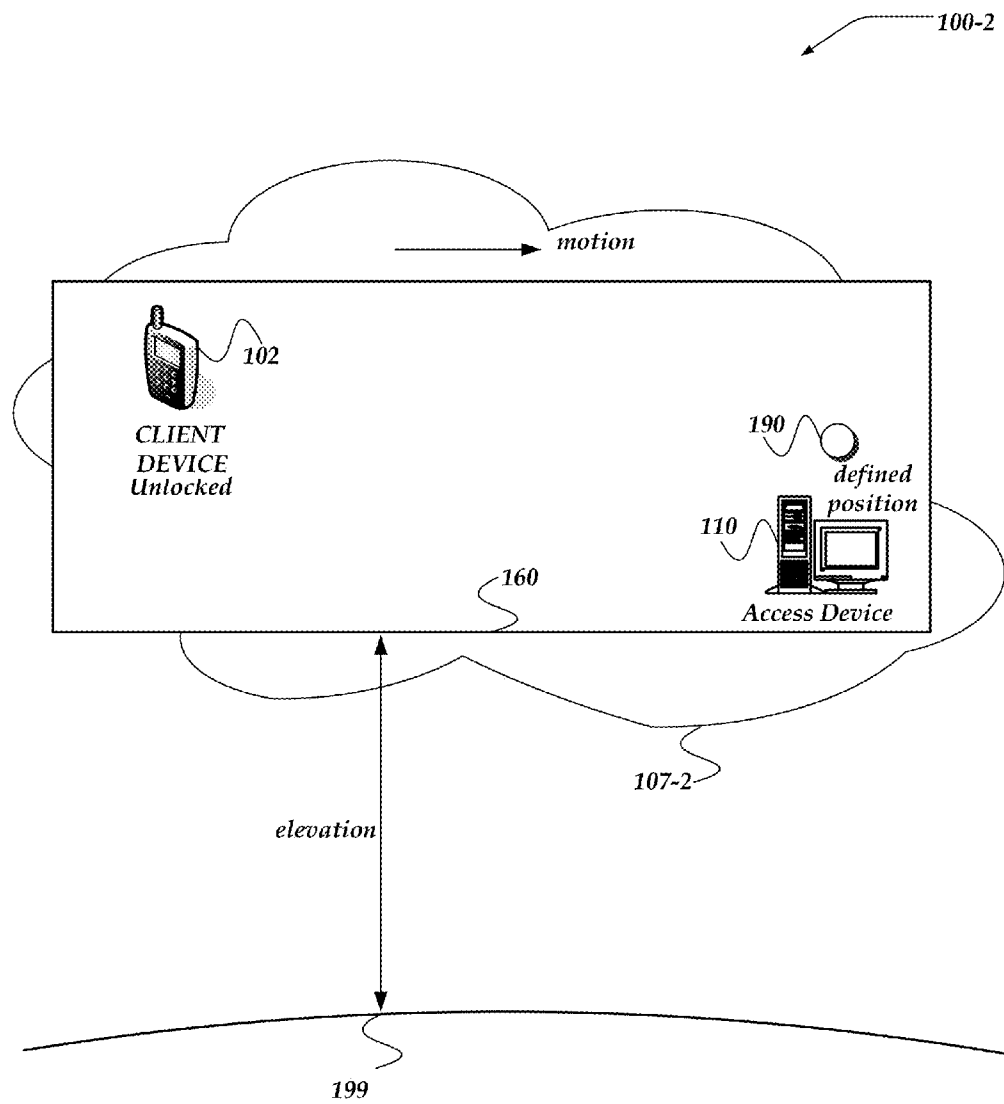 100-2
motion
102
CLIENT
DEVICE
Unlocked
190
defined
position
110
160
Access Device
107-2
elevation
199